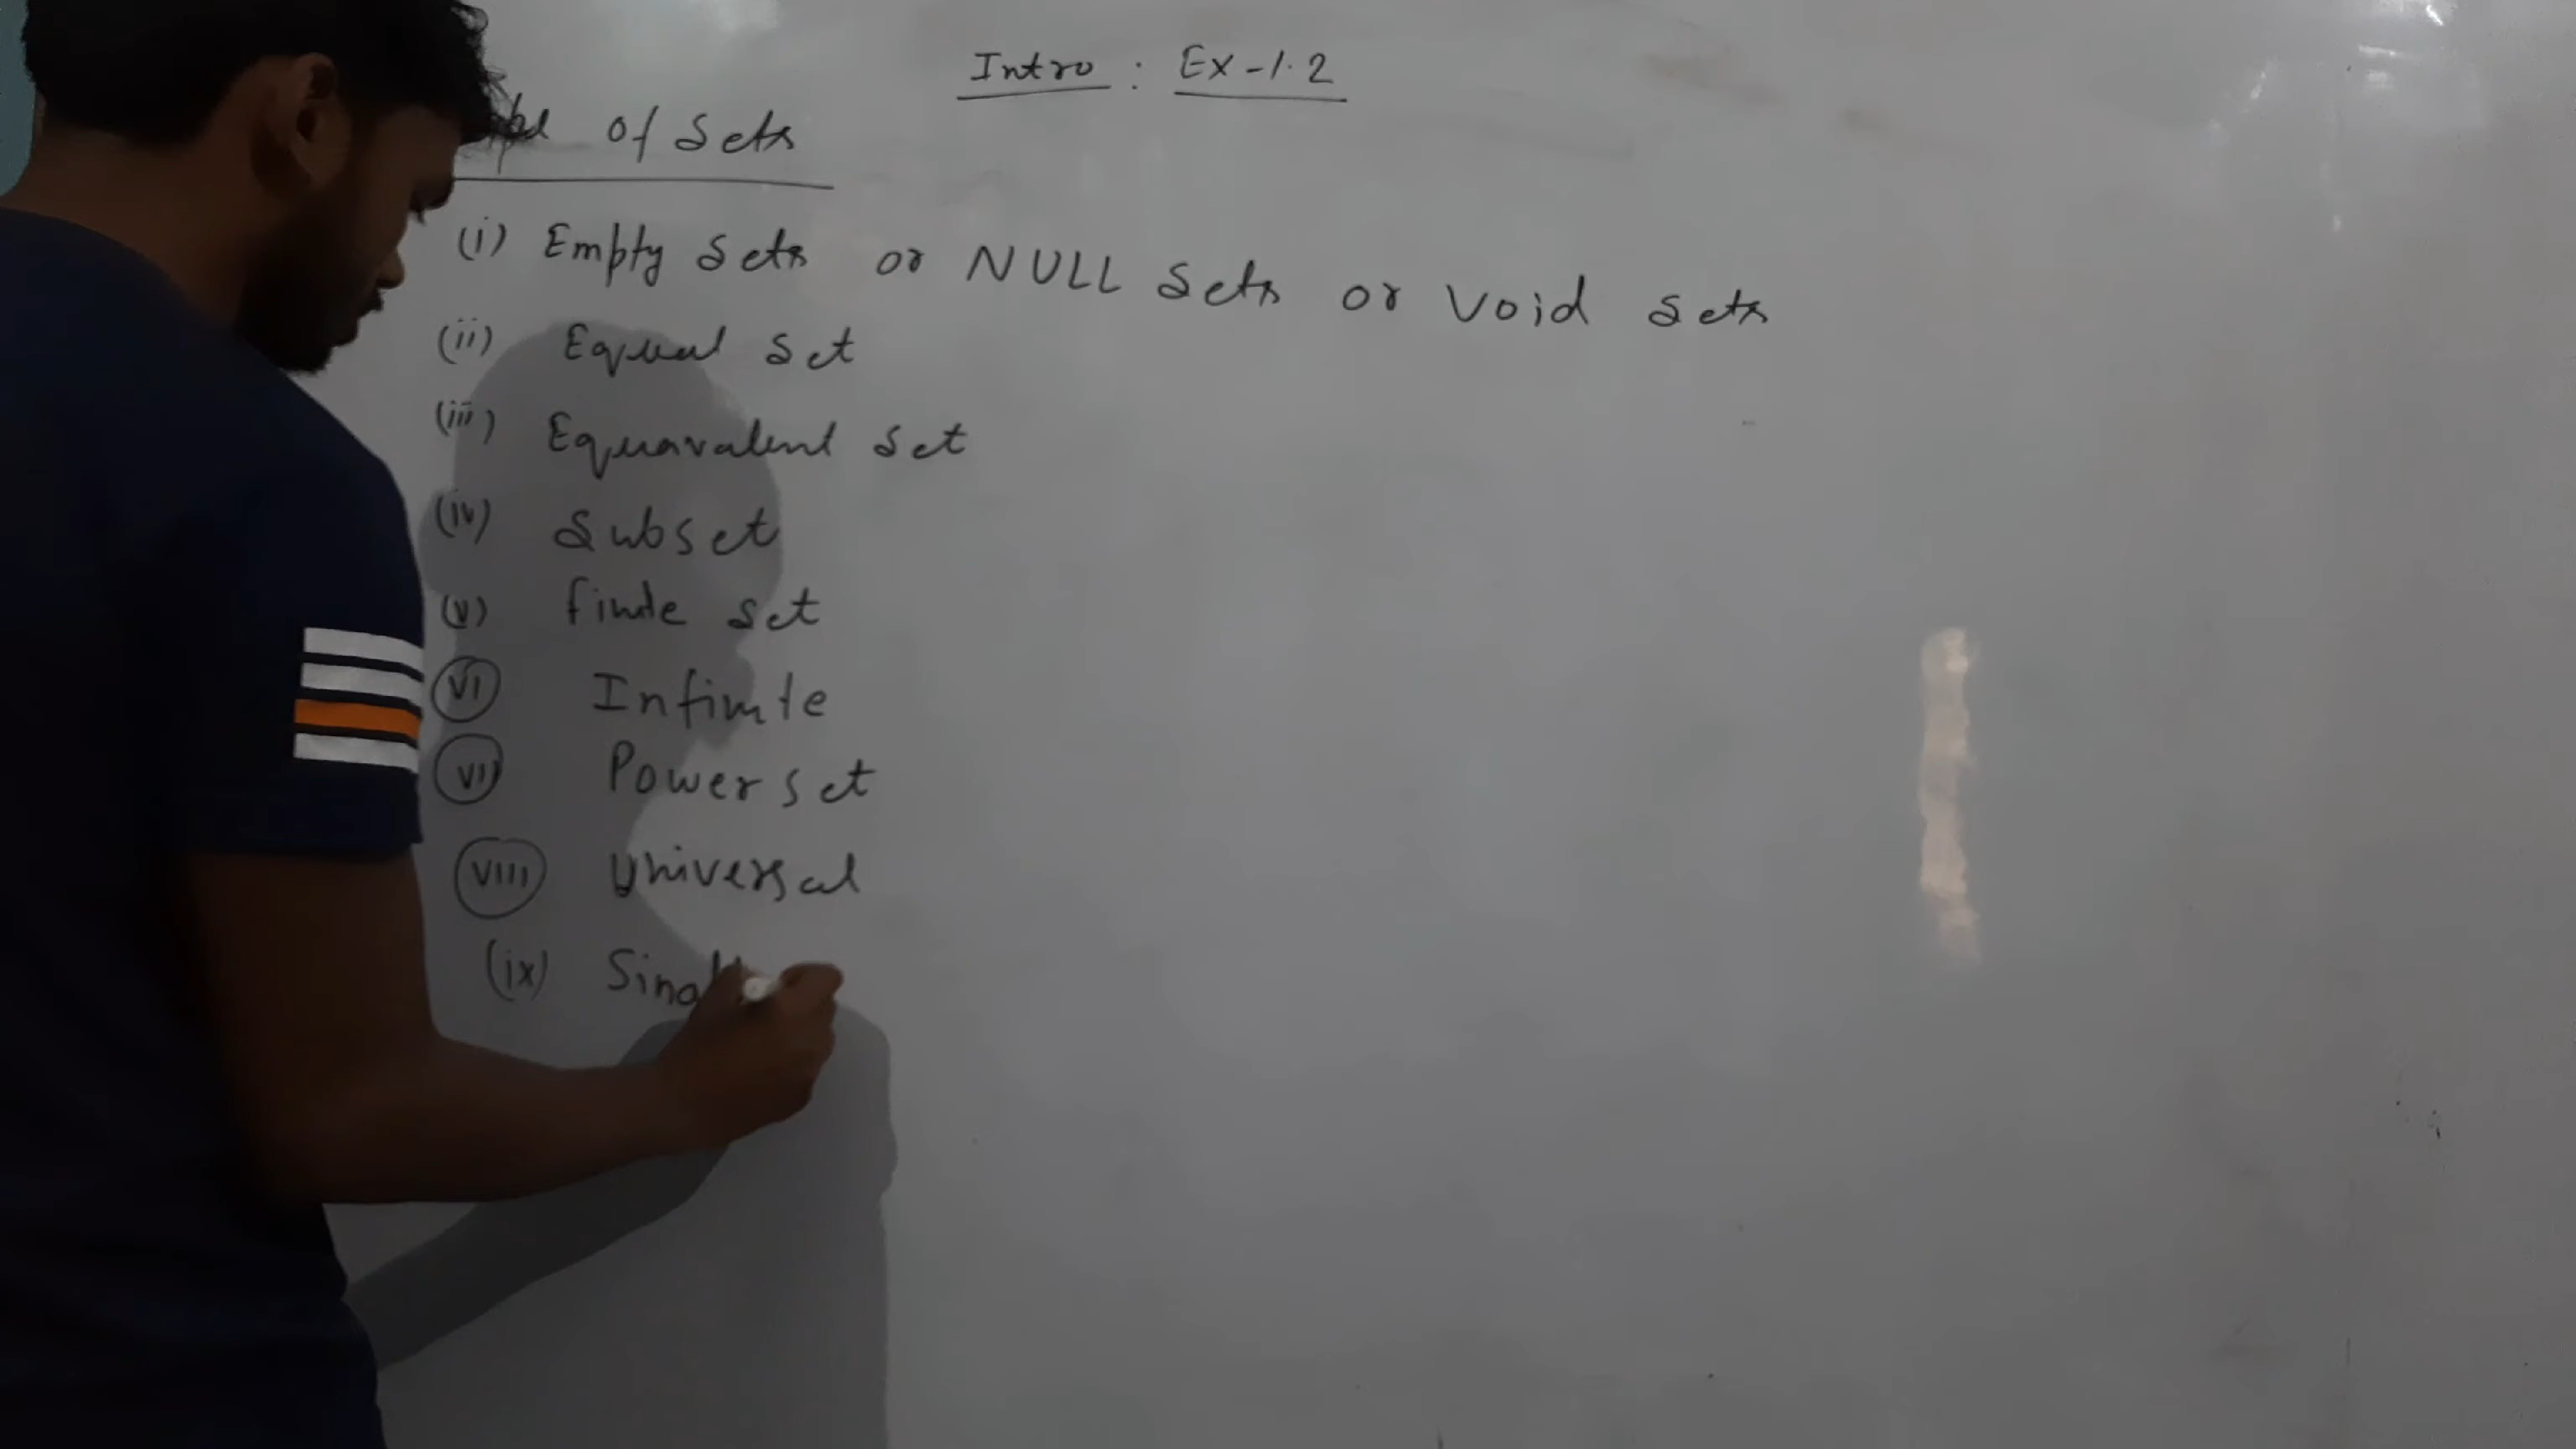 Intro : Ex-1.2
of Sets
(i) Empty Sets or NULL Sets or Void Sets
(ii) Equal Set
(iii) Equavalent Set
(iv) Subset
(v) finite set
(VI) Infinite
(VII) Power set
(VIII) Universal
(ix)